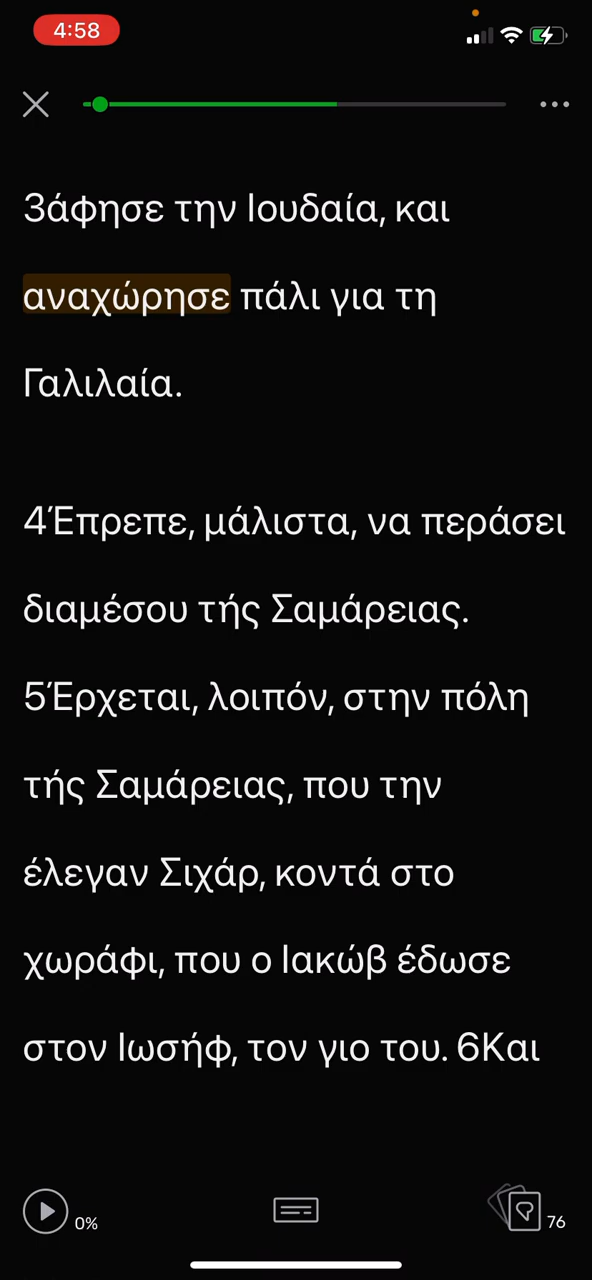 4:58
3άφησε την Ιουδαία, και
αναχώρησε πάλι για τη
Γαλιλαία.
4Έπρεπε, μάλιστα, να περάσει
διαμέσου τής Σαμάρειας.
5Έρχεται, λοιπόν, στην πόλη
τής Σαμάρειας, που την
έλεγαν Σιχάρ, κοντά στο
χωράφι, που ο Ιακώβ έδωσε
στον Ιωσήφ, τον γιο του. 6Και
0%
76